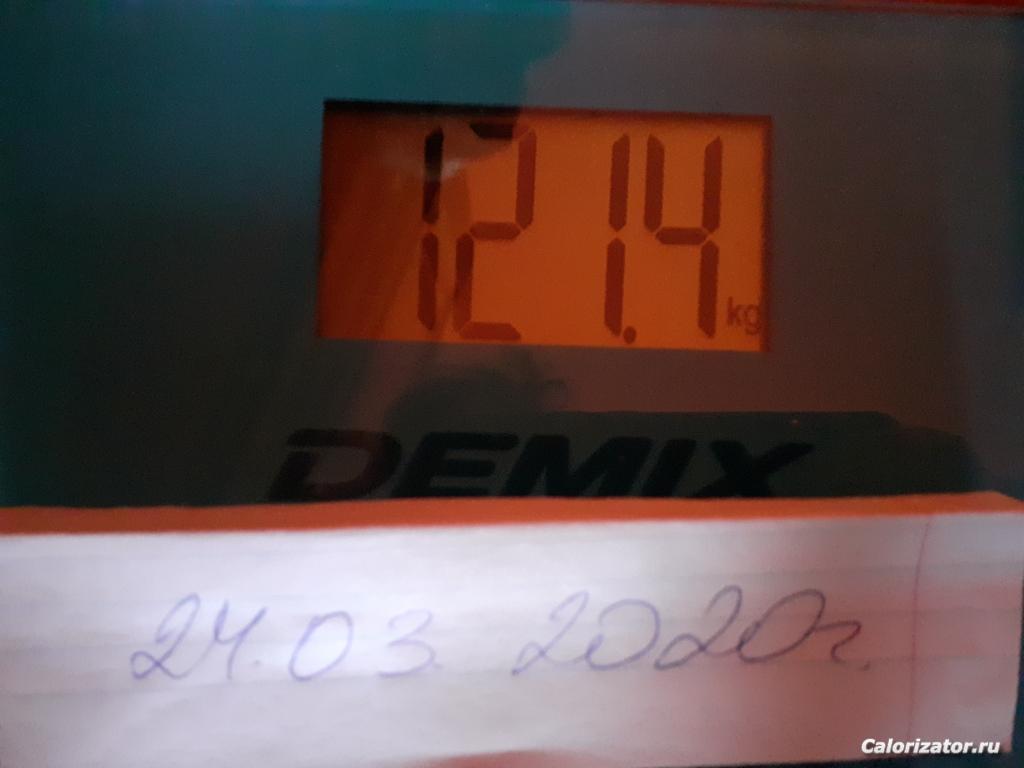 121.4 kg
DEMIX
24.03.2020г.
Calorizator.ru